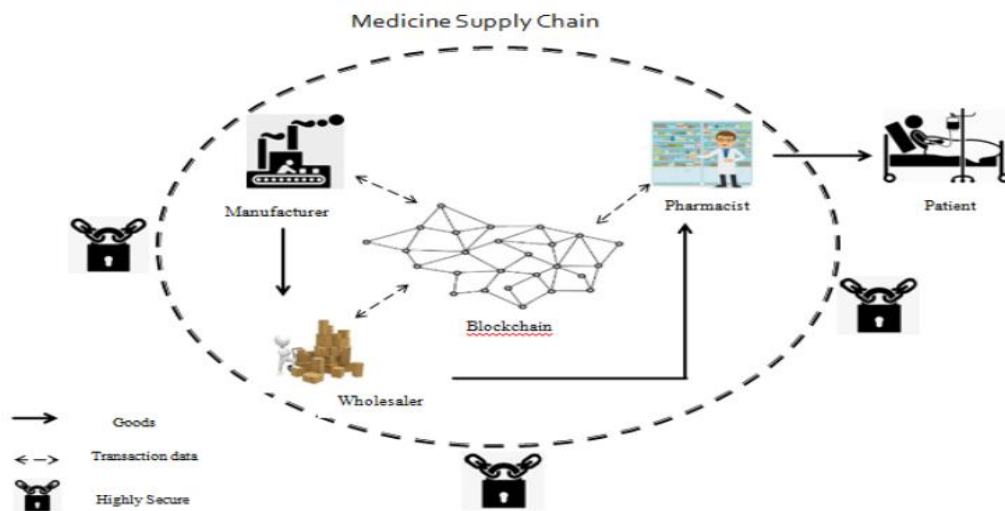 Medicine Supply Chain
Manufacturer
Pharmacist
Patient
Blockchain
Wholesaler
Goods
Transaction data
Highly Secure